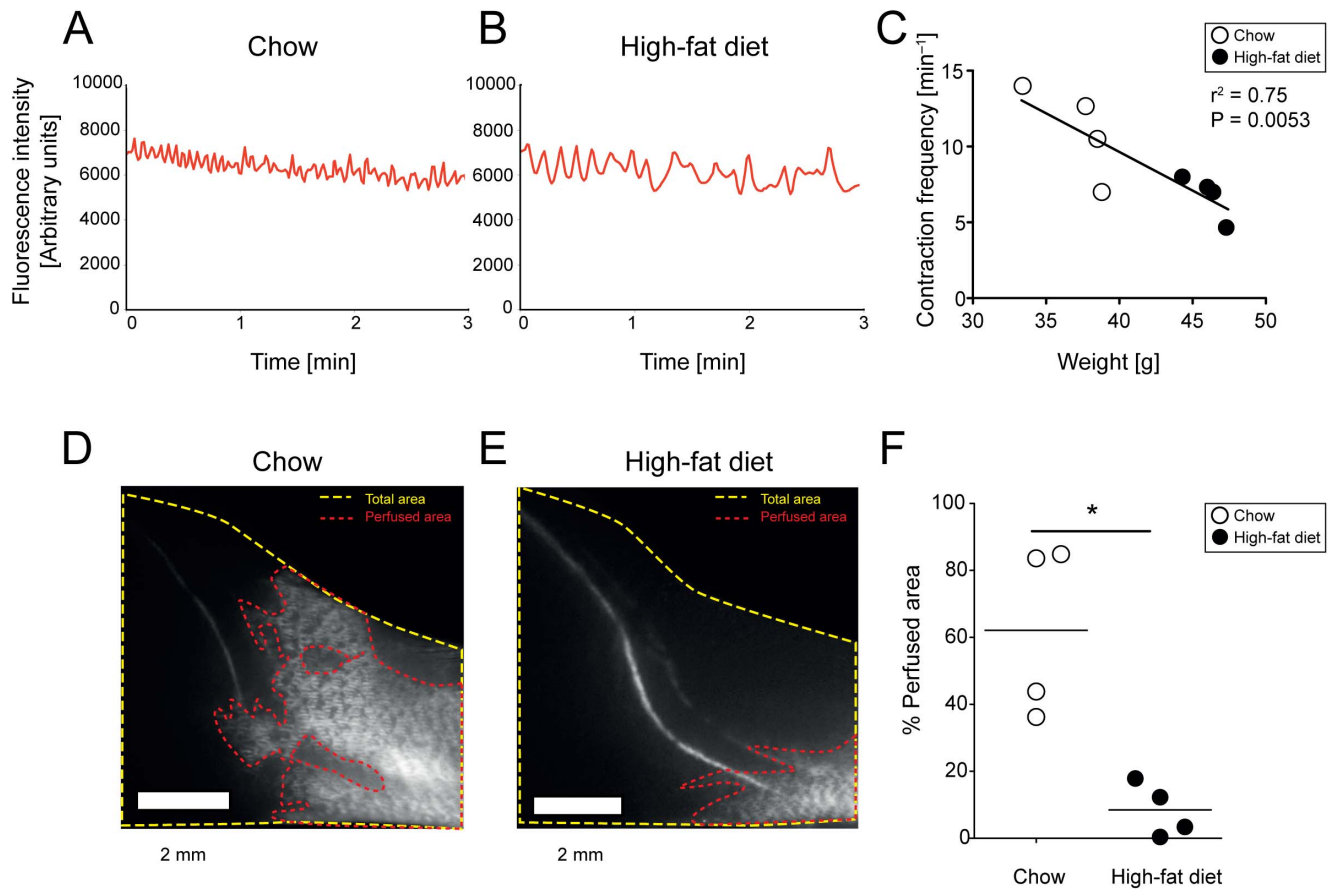 A
Chow
Fluorescence intensity
[Arbitrary units]
10000
8000
6000
4000
2000
0
0
1
2
3
Time [min]
B
High-fat diet
10000
8000
6000
4000
2000
0
0
1
2
3
Time [min]
C
Chow
High-fat diet
r² = 0.75
P = 0.0053
Contraction frequency [min⁻¹]
15
10
5
0
30
35
40
45
50
Weight [g]
D
Chow
Total area
Perfused area
2 mm
E
High-fat diet
Total area
Perfused area
2 mm
F
Chow
High-fat diet
% Perfused area
100
80
60
40
20
0
*
Chow
High-fat diet